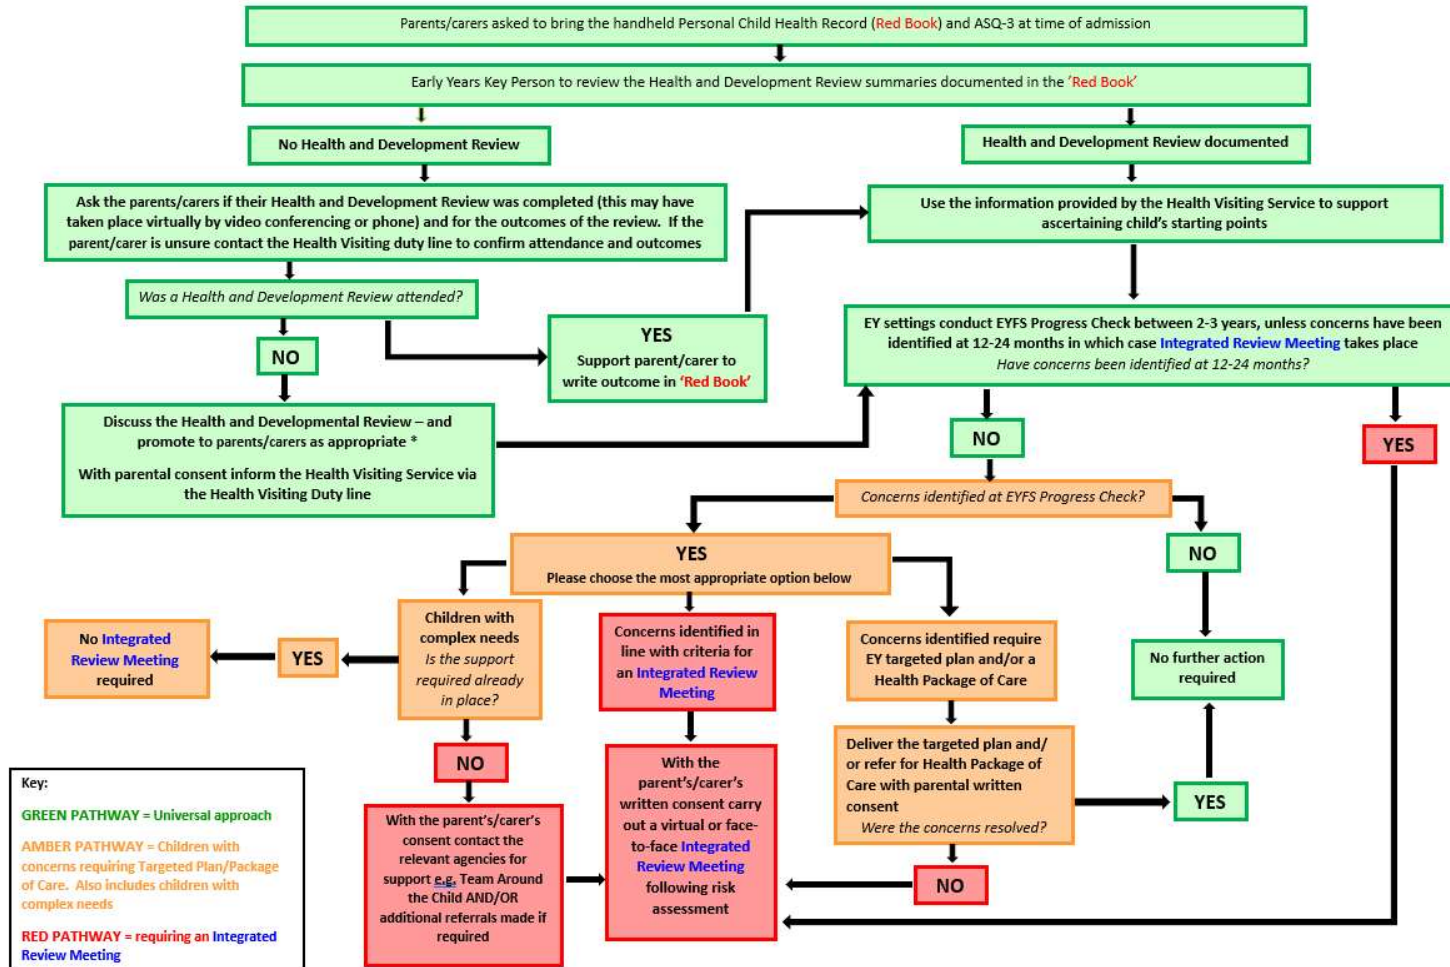 Parents/carers asked to bring the handheld Personal Child Health Record (Red Book) and ASQ-3 at time of admission
Early Years Key Person to review the Health and Development Review summaries documented in the 'Red Book'
No Health and Development Review
Health and Development Review documented
Ask the parents/carers if their Health and Development Review was completed (this may have
taken place virtually by video conferencing or phone) and for the outcomes of the review. If the
parent/carer is unsure contact the Health Visiting duty line to confirm attendance and outcomes
Use the information provided by the Health Visiting Service to support
ascertaining child's starting points
Was a Health and Development Review attended?
NO
YES
Support parent/carer to
write outcome in 'Red Book'
EY settings conduct EYFS Progress Check between 2-3 years, unless concerns have been
identified at 12-24 months in which case Integrated Review Meeting takes place
Have concerns been identified at 12-24 months?
Discuss the Health and Developmental Review – and
promote to parents/carers as appropriate *
With parental consent inform the Health Visiting Service via
the Health Visiting Duty line
NO
YES
Concerns identified at EYFS Progress Check?
YES
Please choose the most appropriate option below
NO
No Integrated
Review Meeting
required
YES
Children with
complex needs
Is the support
required already
in place?
Concerns identified in
line with criteria for
an Integrated Review
Meeting
Concerns identified require
EY targeted plan and/or a
Health Package of Care
No further action
required
NO
With the parent's/carer's
consent contact the
relevant agencies for
support e.g. Team Around
the Child AND/OR
additional referrals made if
required
With the
parent's/carer's
written consent carry
out a virtual or face-
to-face Integrated
Review Meeting
following risk
assessment
Deliver the targeted plan and/
or refer for Health Package of
Care with parental written
consent
Were the concerns resolved?
YES
NO
Key:
GREEN PATHWAY = Universal approach
AMBER PATHWAY = Children with
concerns requiring Targeted Plan/Package
of Care. Also includes children with
complex needs
RED PATHWAY = requiring an Integrated
Review Meeting